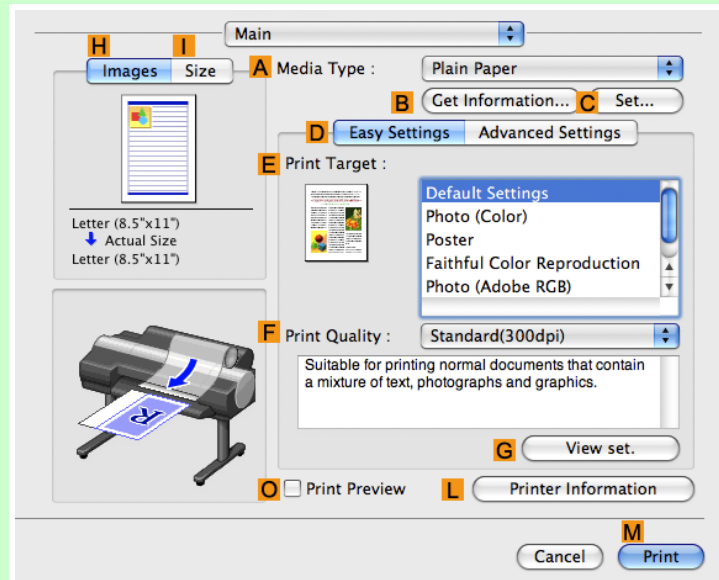 Main
H I
Images Size
A Media Type : Plain Paper
B Get Information... C Set...
D Easy Settings Advanced Settings
E Print Target :
Default Settings
Photo (Color)
Poster
Faithful Color Reproduction
Photo (Adobe RGB)
Letter (8.5"x11")
Actual Size
Letter (8.5"x11")
R
F Print Quality : Standard(300dpi)
Suitable for printing normal documents that contain
a mixture of text, photographs and graphics.
G View set.
O Print Preview L Printer Information
M
Cancel Print